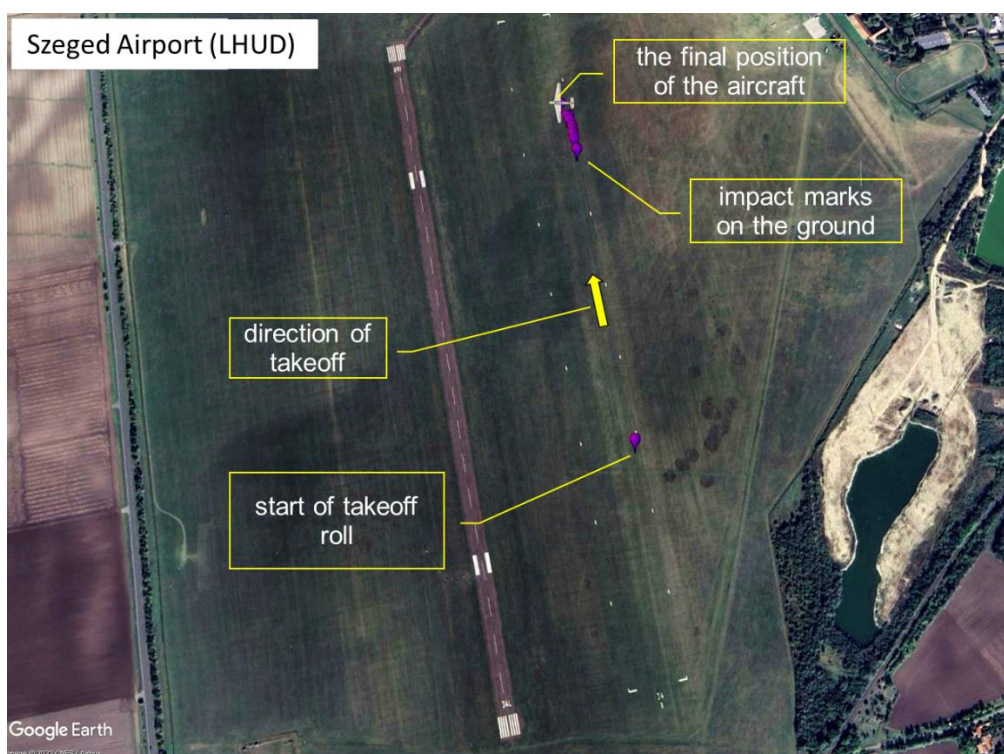 Szeged Airport (LHUD)
the final position
of the aircraft
impact marks
on the ground
direction of
takeoff
start of takeoff
roll
Google Earth